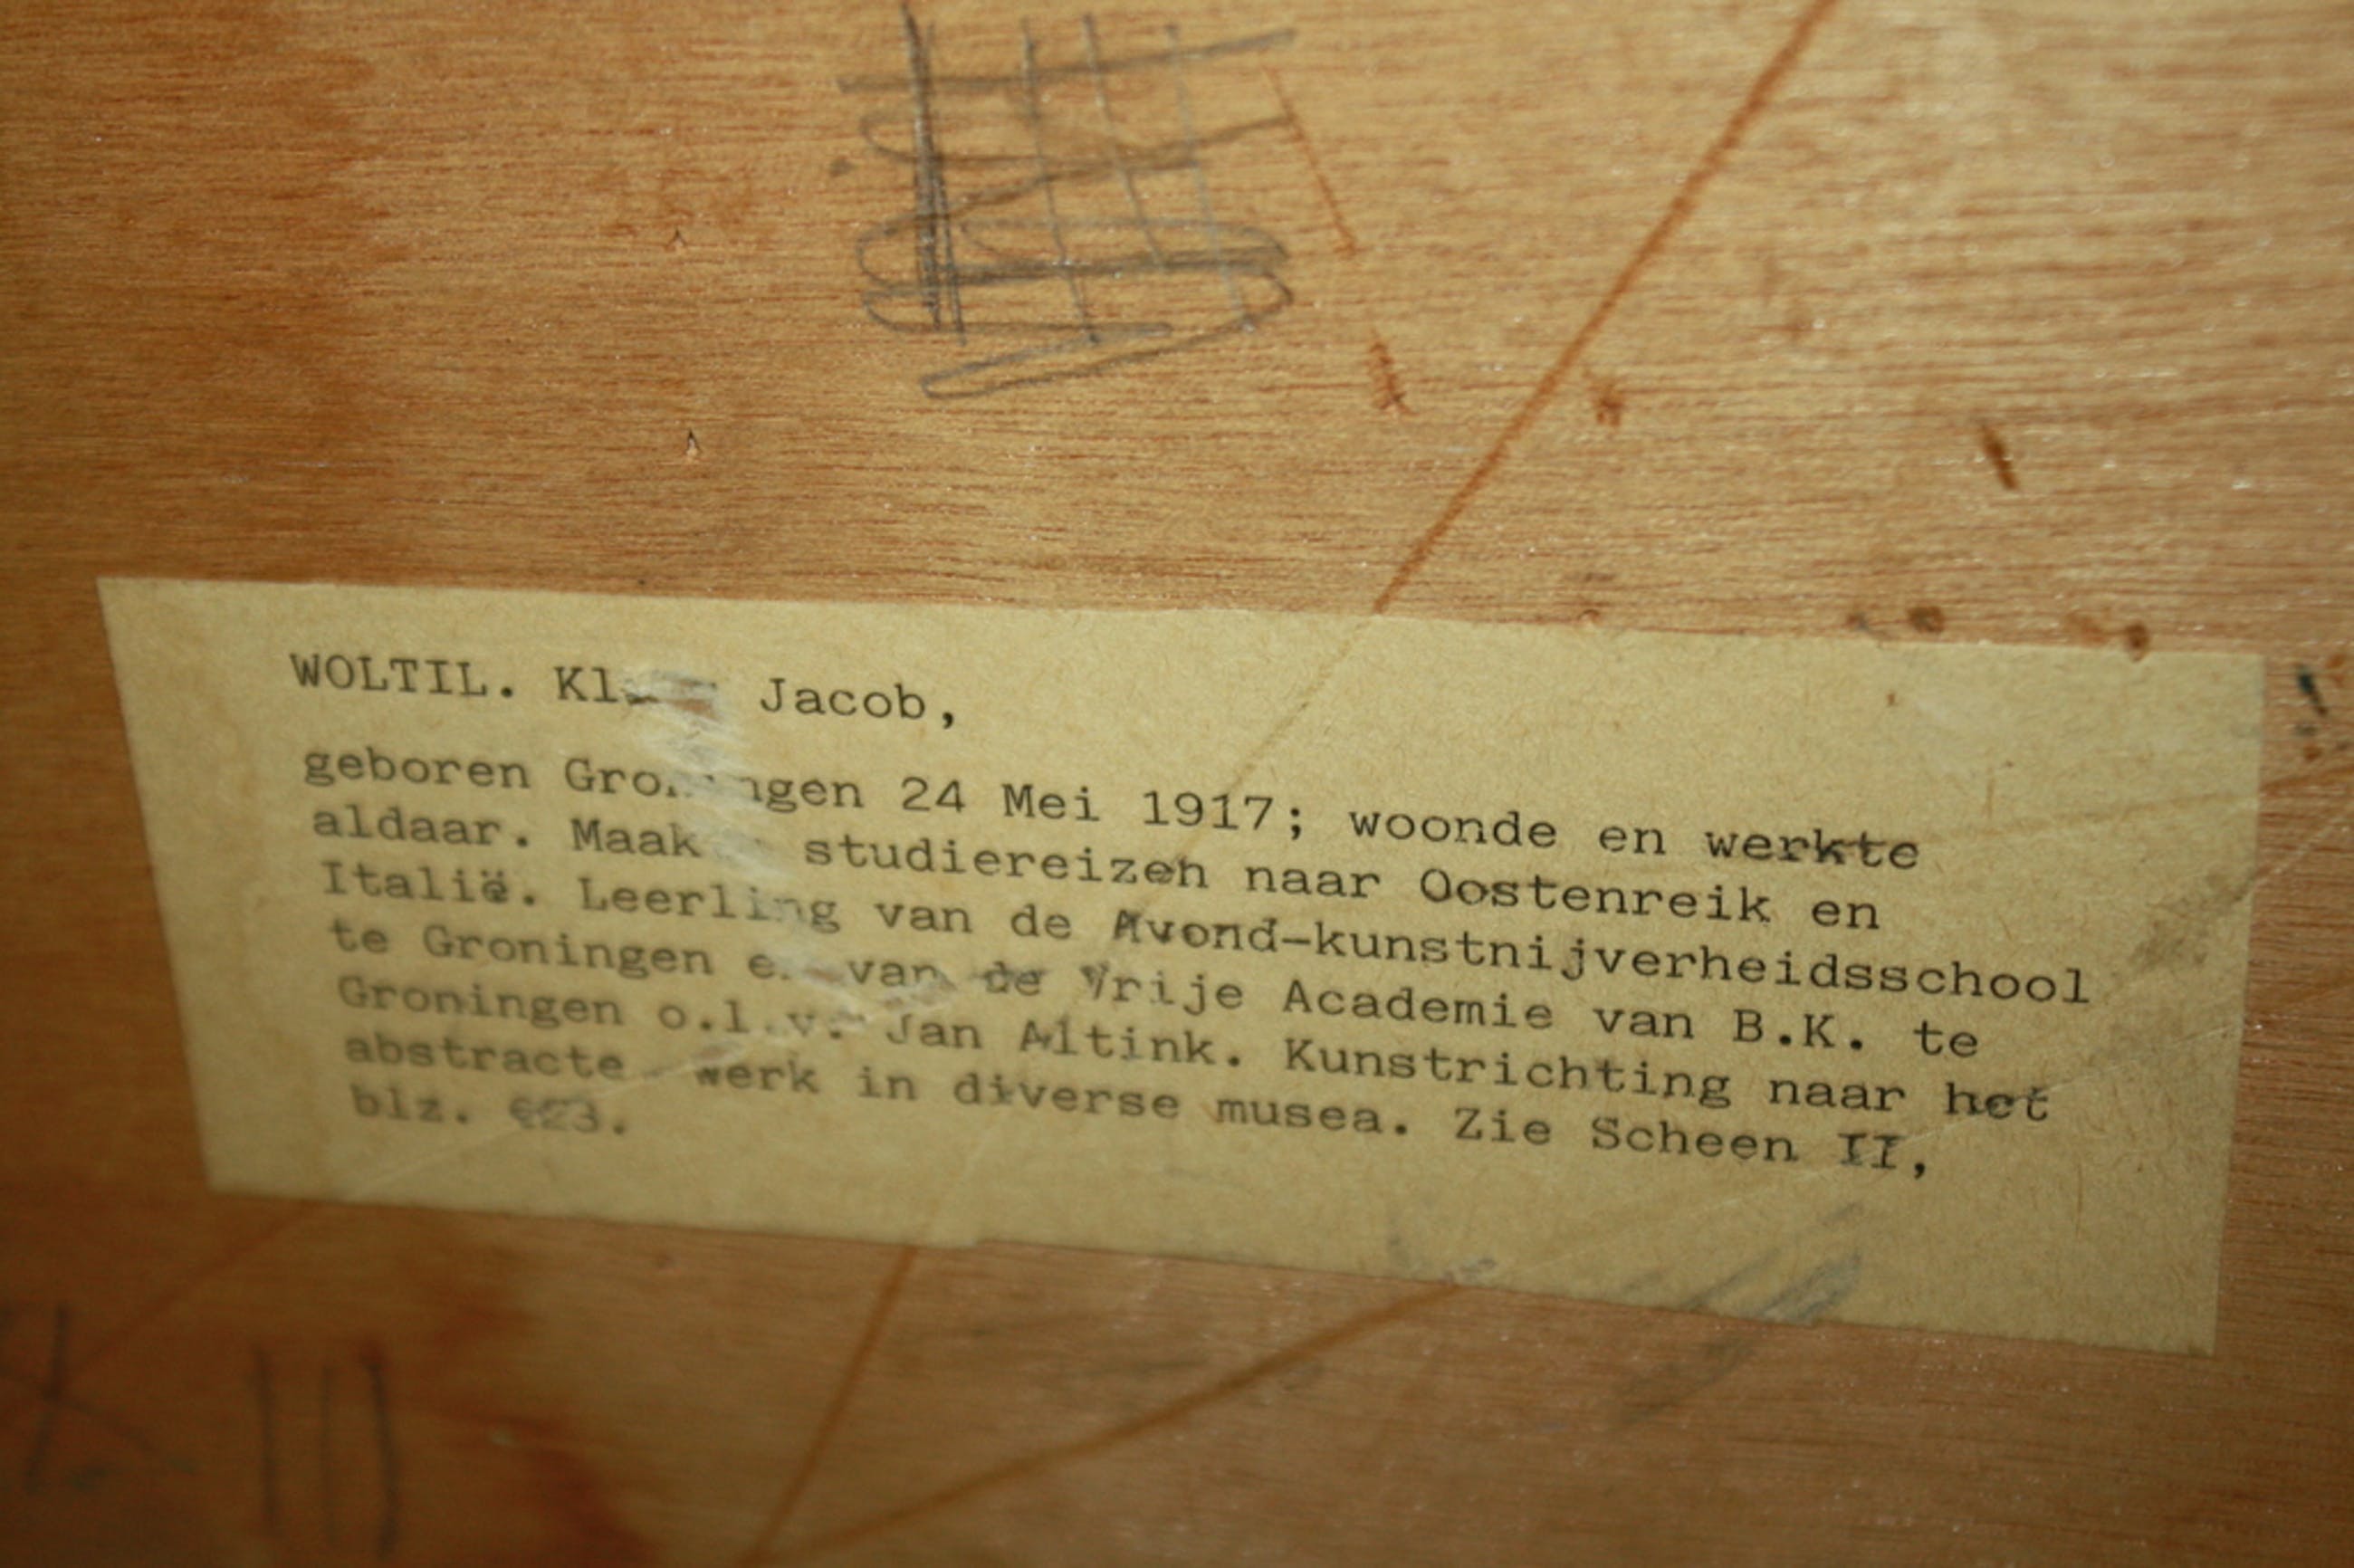 WOLTIL. Jacob,
geboren 24 Mei 1917; woonde en werkte
aldaar. studiereizen naar Oostenreik en
Italië. Leerling van de Avond-kunstnijverheidsschool
te Groningen van de Vrije Academie van B.K. te
Groningen o.l.v. Jan Altink. Kunstrichting naar het
abstracte werk in diverse musea. Zie Scheen II,
blz.